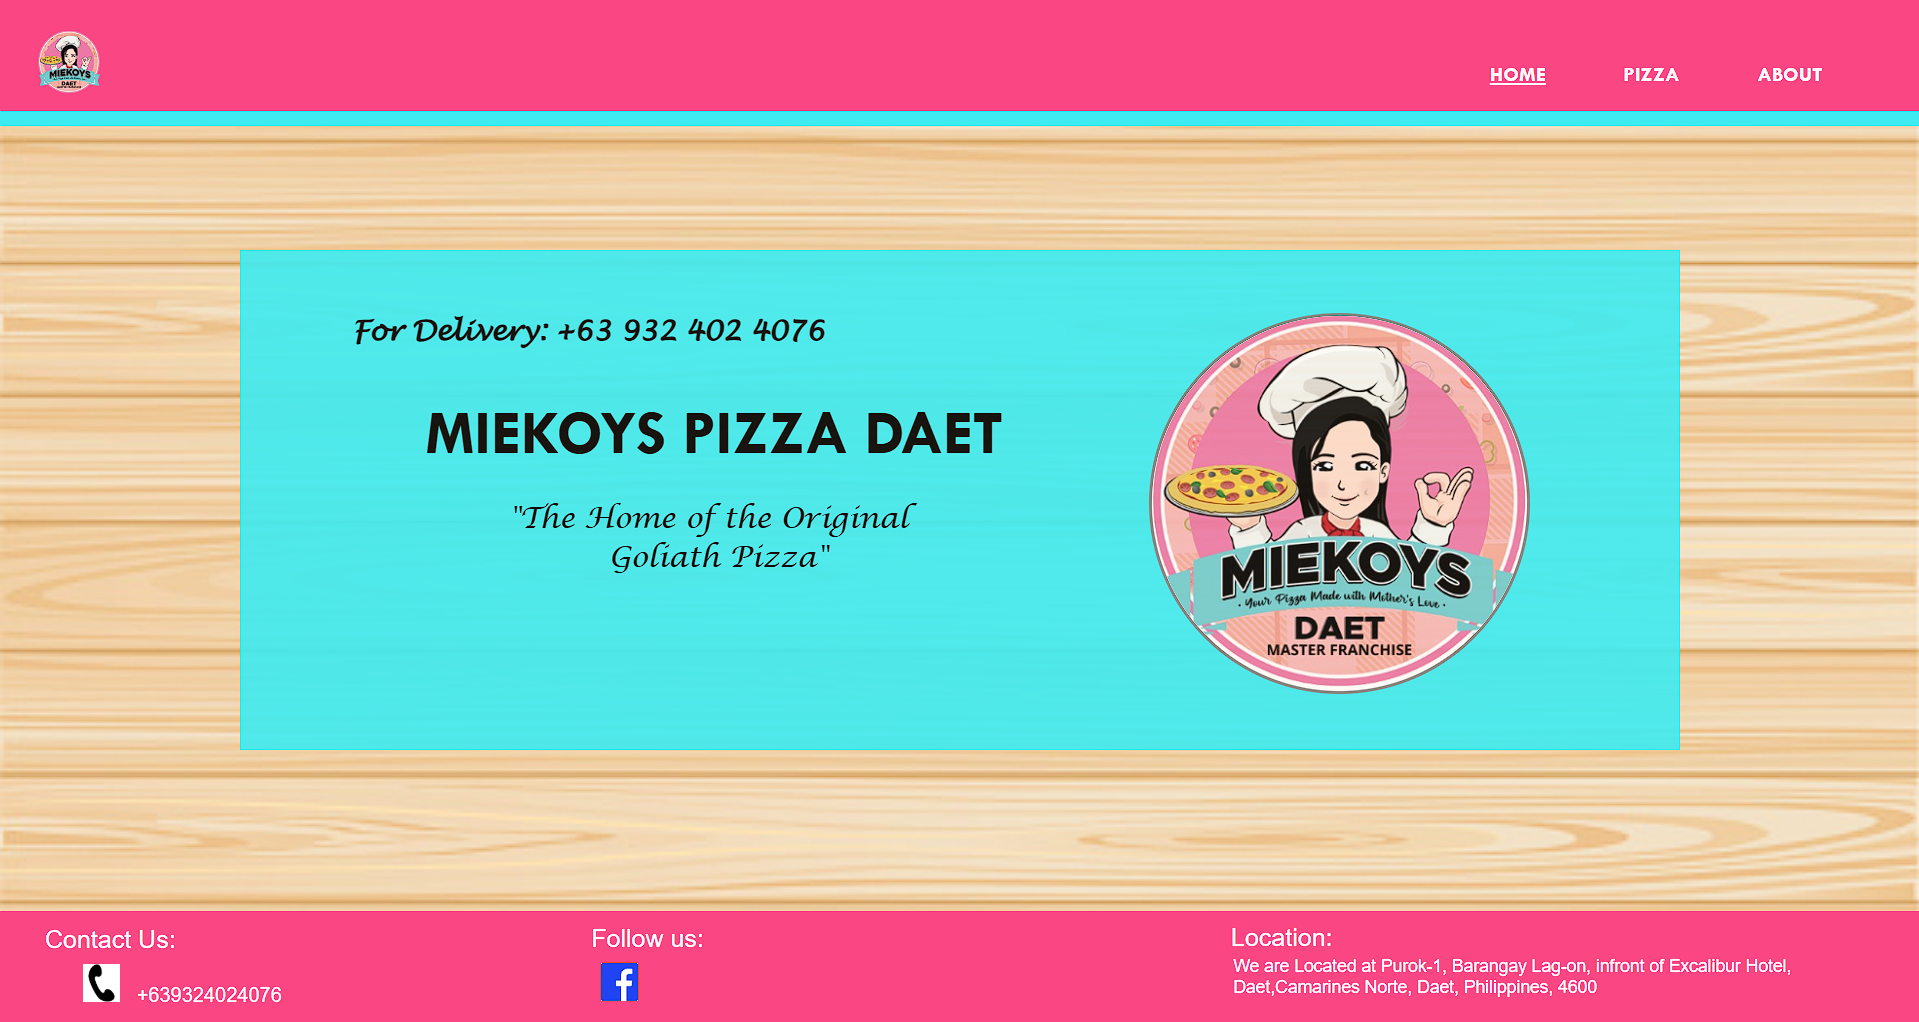 MIEKOYS
DAET
HOME PIZZA ABOUT
For Delivery: +63 932 402 4076
MIEKOYS PIZZA DAET
"The Home of the Original
Goliath Pizza"
MIEKOYS
· Your Pizza Made with Mother's Love ·
DAET
MASTER FRANCHISE
Contact Us:
+639324024076
Follow us:
f
Location:
We are Located at Purok-1, Barangay Lag-on, infront of Excalibur Hotel,
Daet,Camarines Norte, Daet, Philippines, 4600